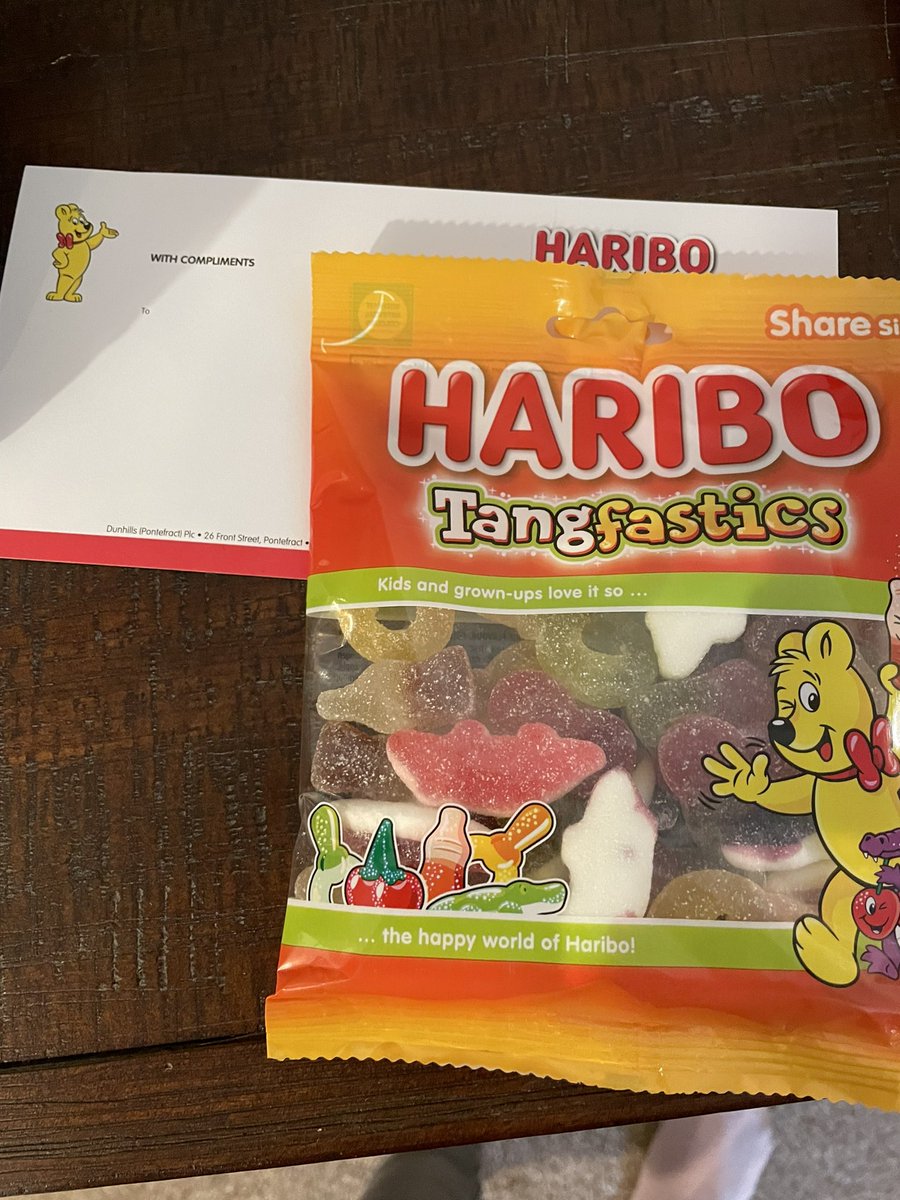 WITH COMPLIMENTS
HARIBO
To
Dunhills (Pontefract) Plc • 26 Front Street, Pontefract •
Share Si
HARIBO
Tangfastics
Kids and grown-ups love it so ...
... the happy world of Haribo!